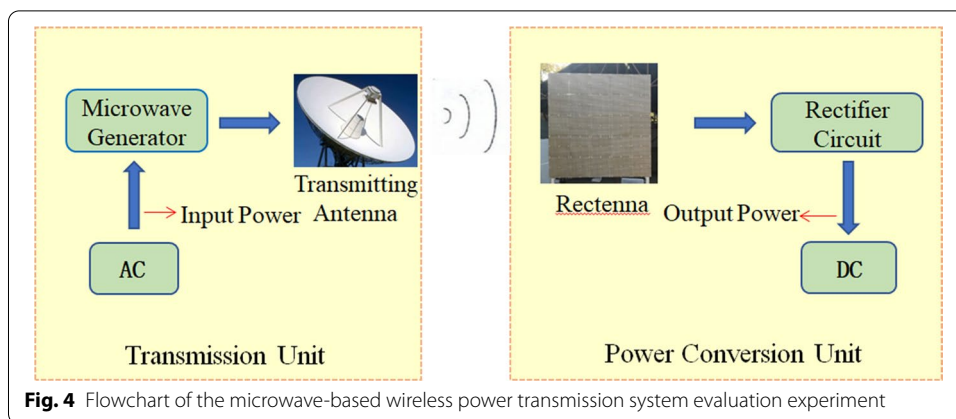 Microwave
Generator
Transmitting
Antenna
Input Power
AC
Transmission Unit
Rectifier
Circuit
Rectenna
Output Power
DC
Power Conversion Unit
Fig. 4 Flowchart of the microwave-based wireless power transmission system evaluation experiment